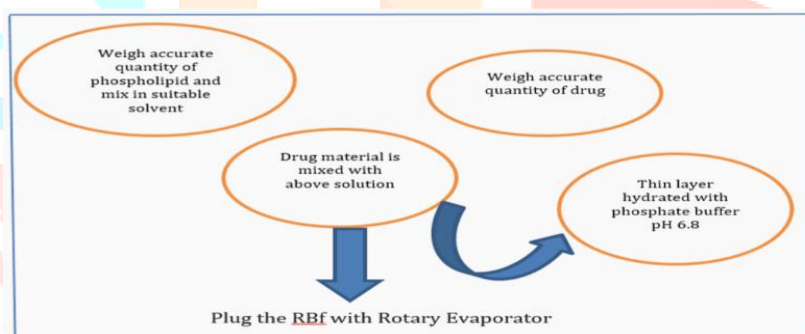 Weigh accurate
quantity of
phospholipid and
mix in suitable
solvent
Weigh accurate
quantity of drug
Drug material is
mixed with
above solution
Thin layer
hydrated with
phosphate buffer
pH 6.8
Plug the RBf with Rotary Evaporator